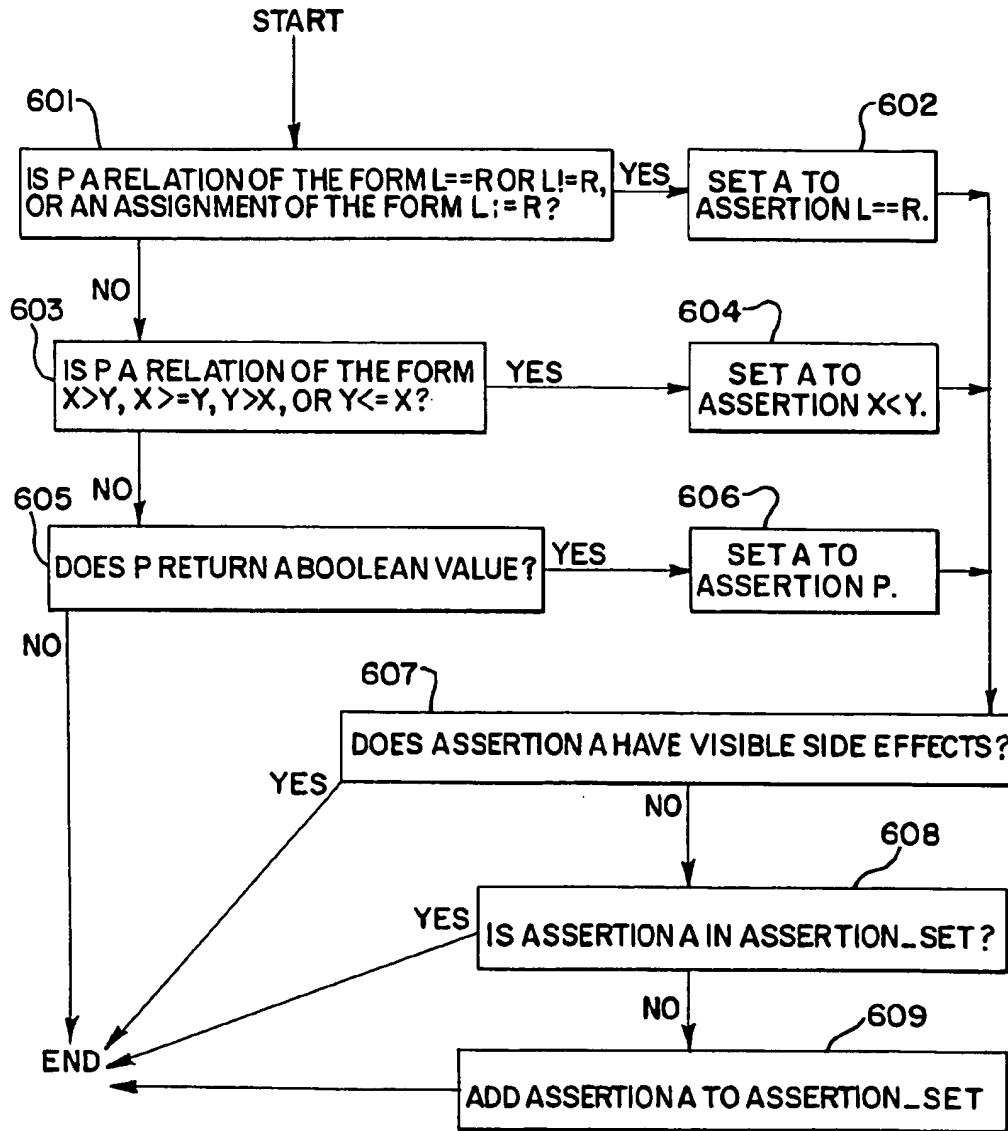 START
601
602
IS P A RELATION OF THE FORM L==R OR L!=R,
OR AN ASSIGNMENT OF THE FORM L:=R?
YES
SET A TO
ASSERTION L==R.
NO
603
604
IS P A RELATION OF THE FORM
X>Y, X>=Y, Y>X, OR Y<=X?
YES
SET A TO
ASSERTION X<Y.
NO
605
606
DOES P RETURN A BOOLEAN VALUE?
YES
SET A TO
ASSERTION P.
NO
607
DOES ASSERTION A HAVE VISIBLE SIDE EFFECTS?
YES
NO
608
YES
IS ASSERTION A IN ASSERTION_SET?
NO
609
END
ADD ASSERTION A TO ASSERTION_SET